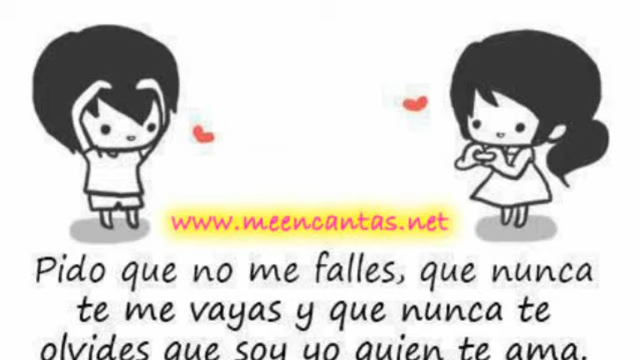 www.meencantas.net
Pido que no me falles, que nunca
te me vayas y que nunca te
olvides que soy yo quien te ama.